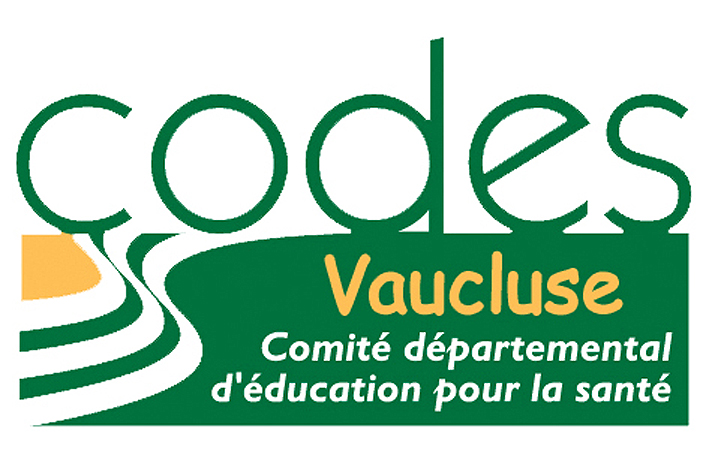 codes
Vaucluse
Comité départemental
d'éducation pour la santé